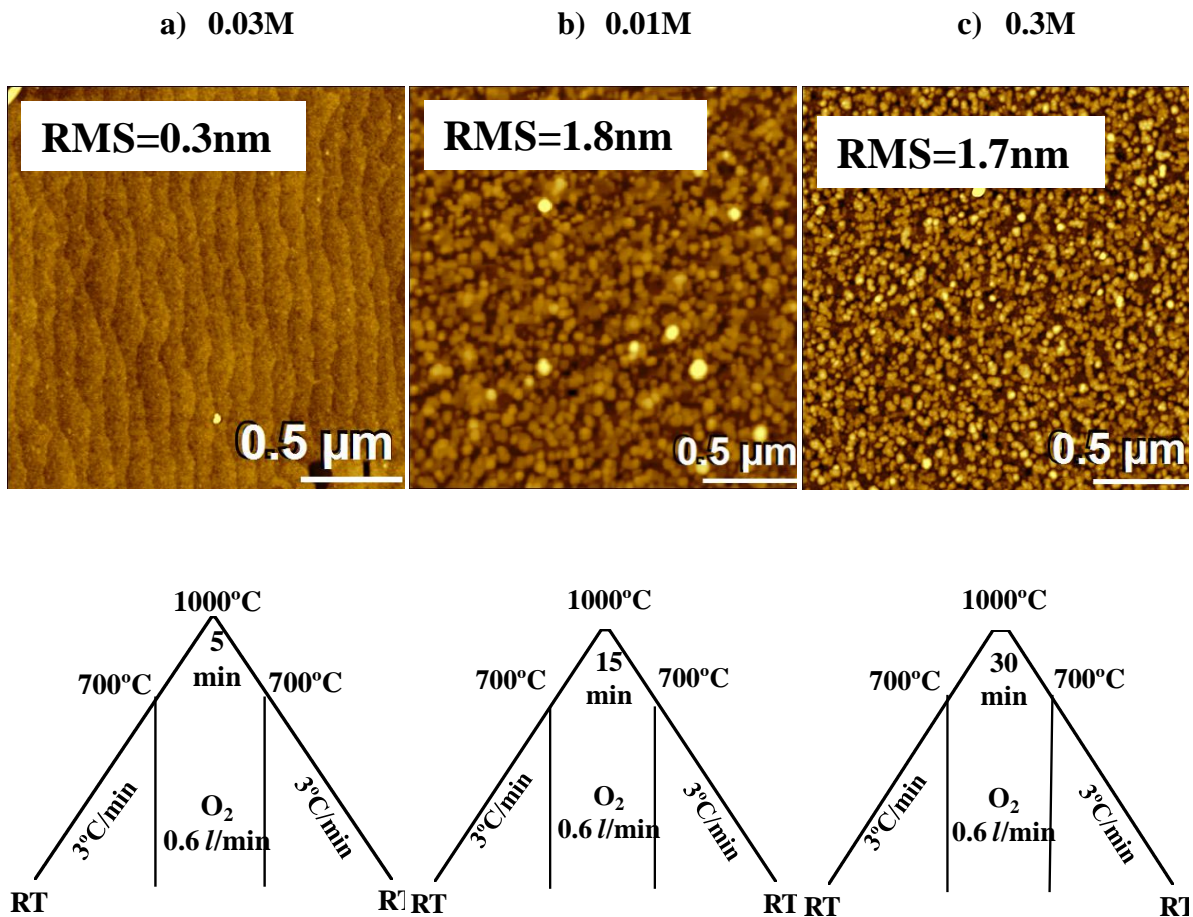 a) 0.03M
b) 0.01M
c) 0.3M
RMS=0.3nm
RMS=1.8nm
RMS=1.7nm
0.5 µm
0.5 µm
0.5 µm
1000ºC
5
min
700ºC
700ºC
3ºC/min
O2
0.6 l/min
3ºC/min
RT
RT
1000ºC
15
min
700ºC
700ºC
3ºC/min
O2
0.6 l/min
3ºC/min
RT
RT
1000ºC
30
min
700ºC
700ºC
3ºC/min
O2
0.6 l/min
3ºC/min
RT
RT